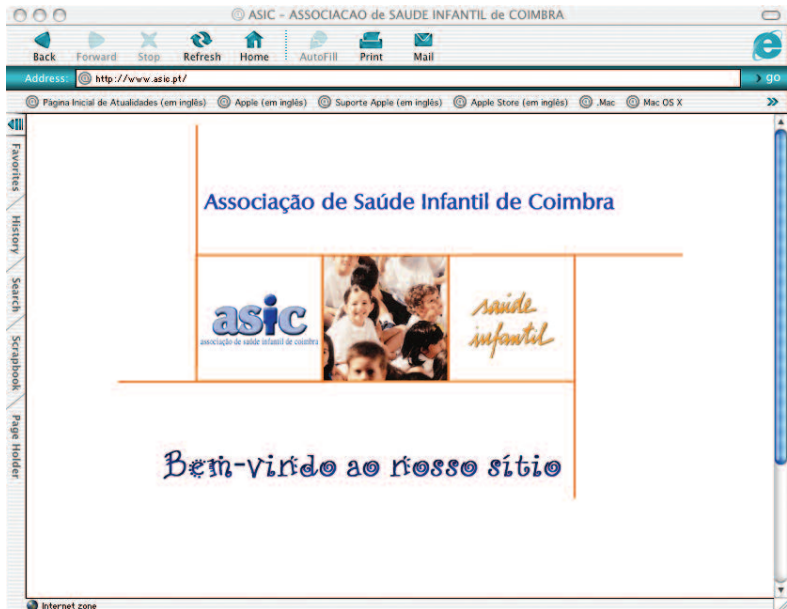 ASIC - ASSOCIACAO de SAUDE INFANTIL de COIMBRA
Back Forward Stop Refresh Home AutoFill Print Mail
Address: http://www.asic.pt/ go
Página Inicial de Atualidades (em inglês) Apple (em inglês) Suporte Apple (em inglês) Apple Store (em inglês) .Mac Mac OS X
Favorites
History
Search
Scrapbook
Page Holder
Associação de Saúde Infantil de Coimbra
asic
associação de saúde infantil de coimbra
saúde
infantil
Bem-vindo ao nosso sítio
Internet zone